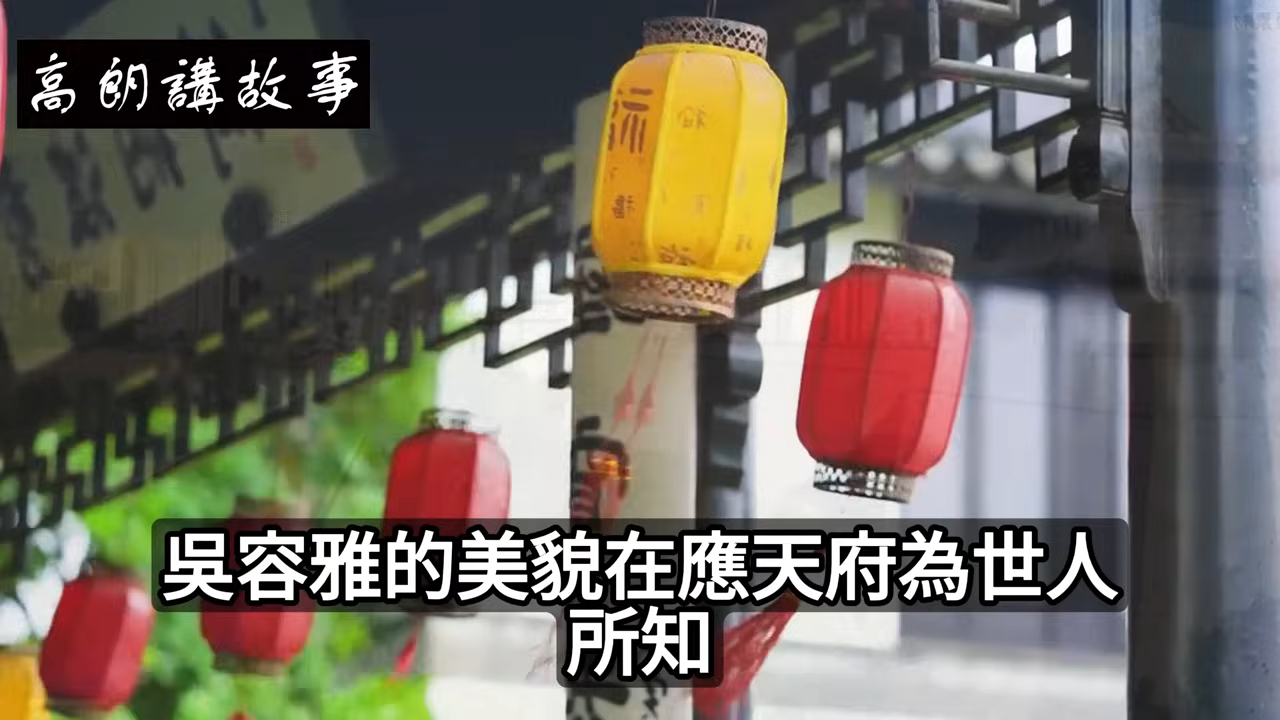 高朗講故事
吳容雅的美貌在應天府為世人
所知